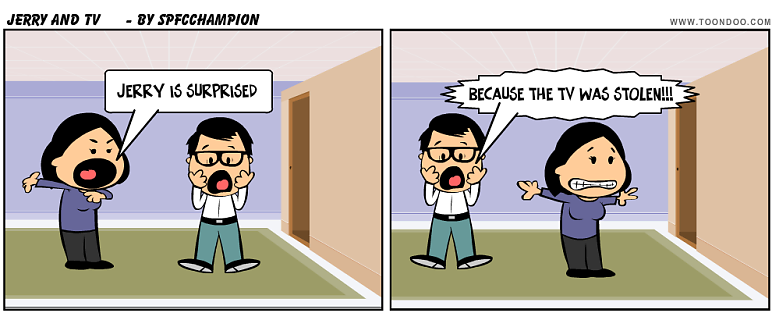 JERRY AND TV - BY SPFCCHAMPION
WWW.TOONDOO.COM
JERRY IS SURPRISED
BECAUSE THE TV WAS STOLEN!!!